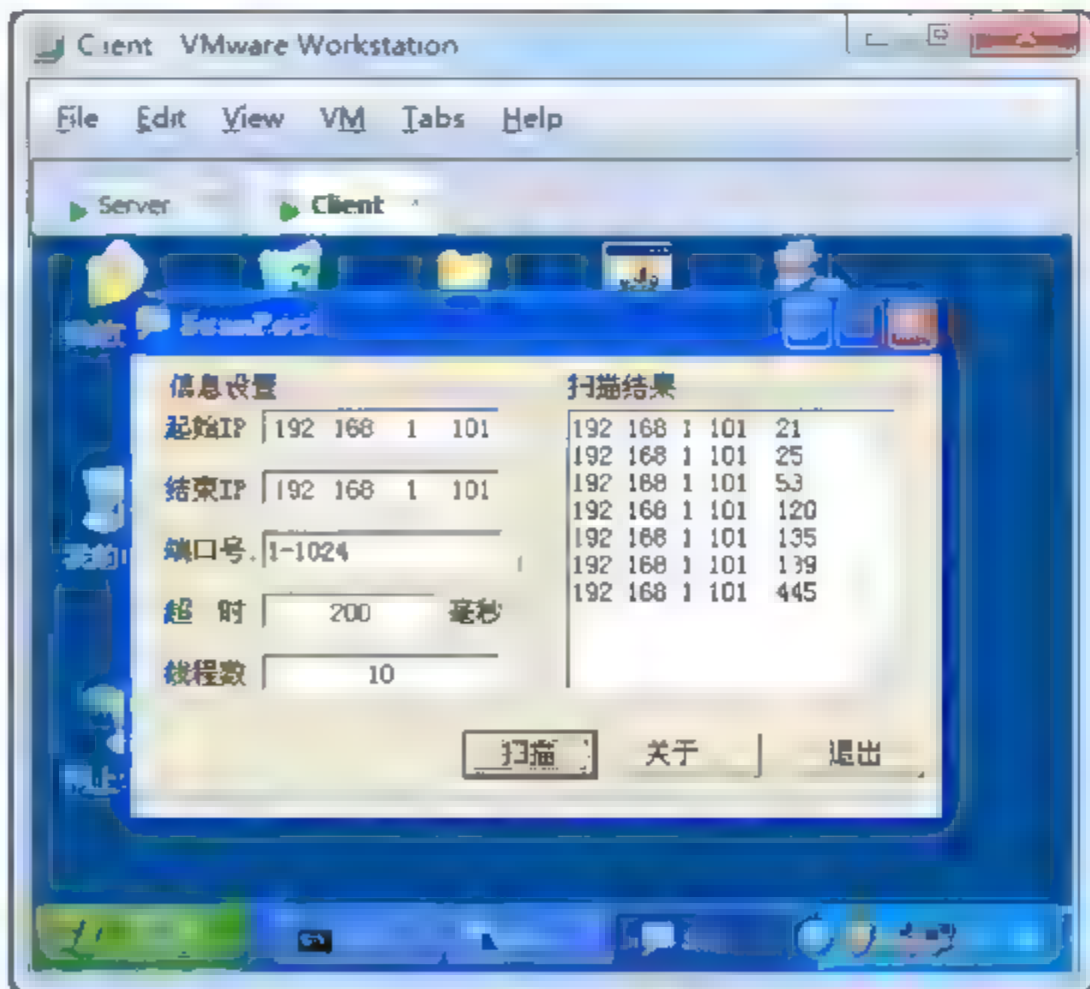 Client VMware Workstation
File Edit View VM Tabs Help
Server Client
ScanPort
信息设置
起始IP 192 168 1 101
结束IP 192 168 1 101
端口号 1-1024
超 时 200 毫秒
线程数 10
扫描结果
192 168 1 101 21
192 168 1 101 25
192 168 1 101 53
192 168 1 101 120
192 168 1 101 135
192 168 1 101 139
192 168 1 101 445
扫描 关于 退出